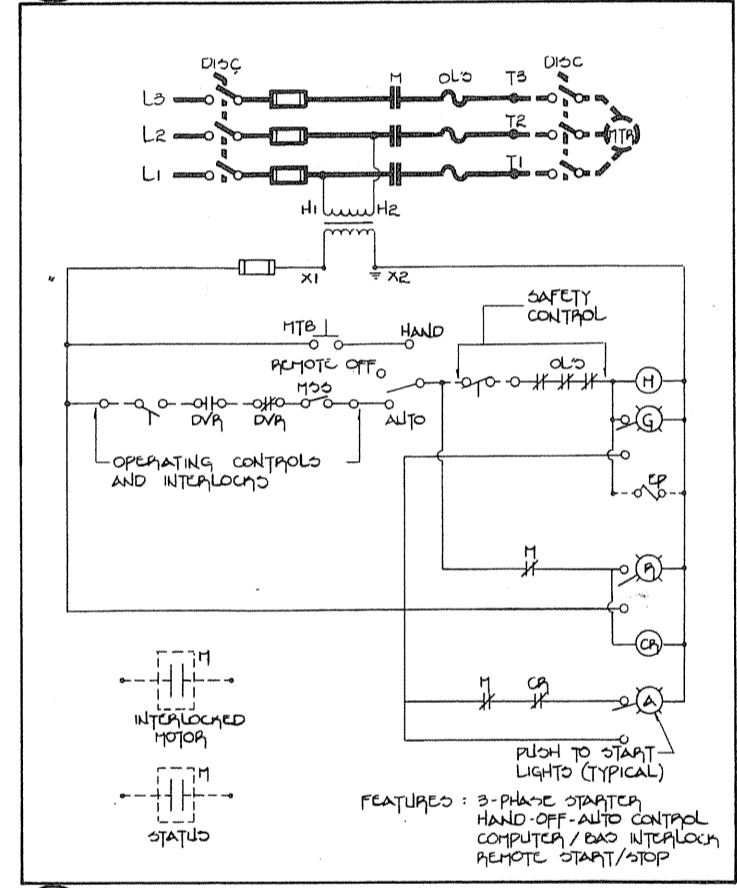 DISC
DISC
L3
M
OL'S
T3
L2
T2
MTR
L1
T1
H1
H2
X1
X2
SAFETY
CONTROL
MTB
HAND
REMOTE OFF
OL'S
MSS
M
AUTO
G
DVR
DVR
OPERATING CONTROLS
AND INTERLOCKS
EP
M
R
CR
M
INTERLOCKED
MOTOR
M
CR
A
PUSH TO START
LIGHTS (TYPICAL)
M
STATUS
FEATURES : 3-PHASE STARTER
HAND-OFF-AUTO CONTROL
COMPUTER / BAS INTERLOCK
REMOTE START/STOP